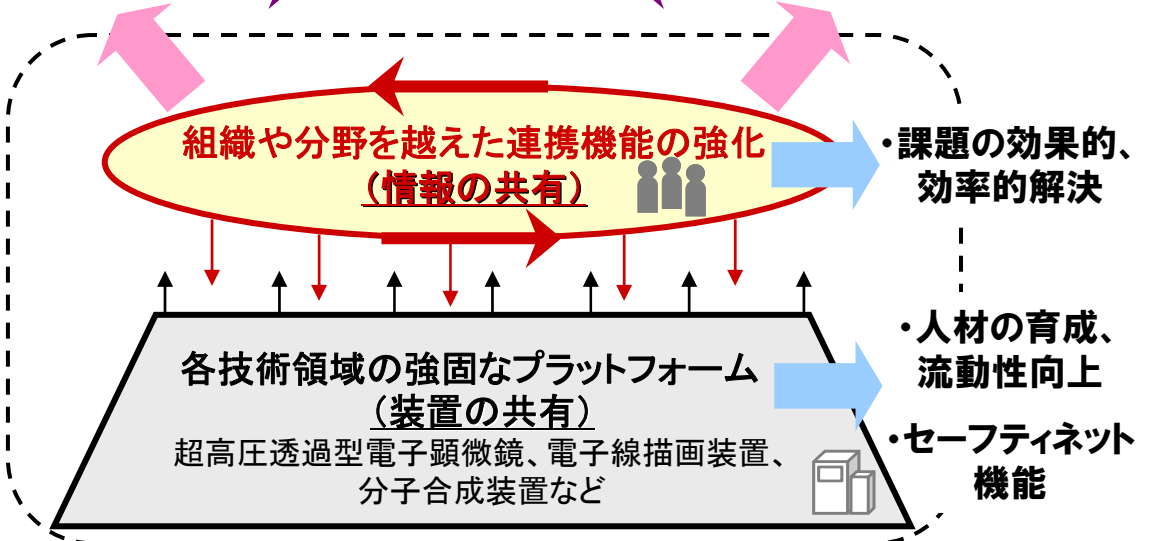 組織や分野を越えた連携機能の強化
(情報の共有)
・課題の効果的、
効率的解決
各技術領域の強固なプラットフォーム
(装置の共有)
超高圧透過型電子顕微鏡、電子線描画装置、
分子合成装置など
・人材の育成、
流動性向上
・セーフティネット
機能